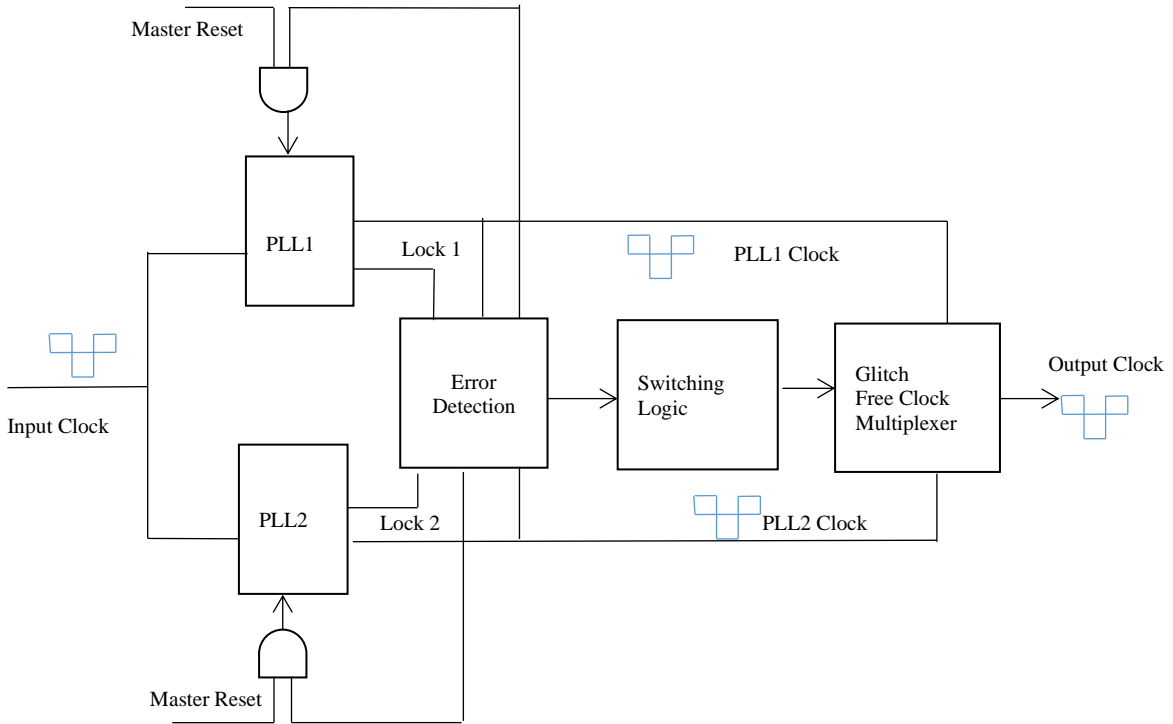 Master Reset
PLL1
Lock 1
PLL1 Clock
Input Clock
Error
Detection
Switching
Logic
Glitch
Free Clock
Multiplexer
Output Clock
PLL2
Lock 2
PLL2 Clock
Master Reset